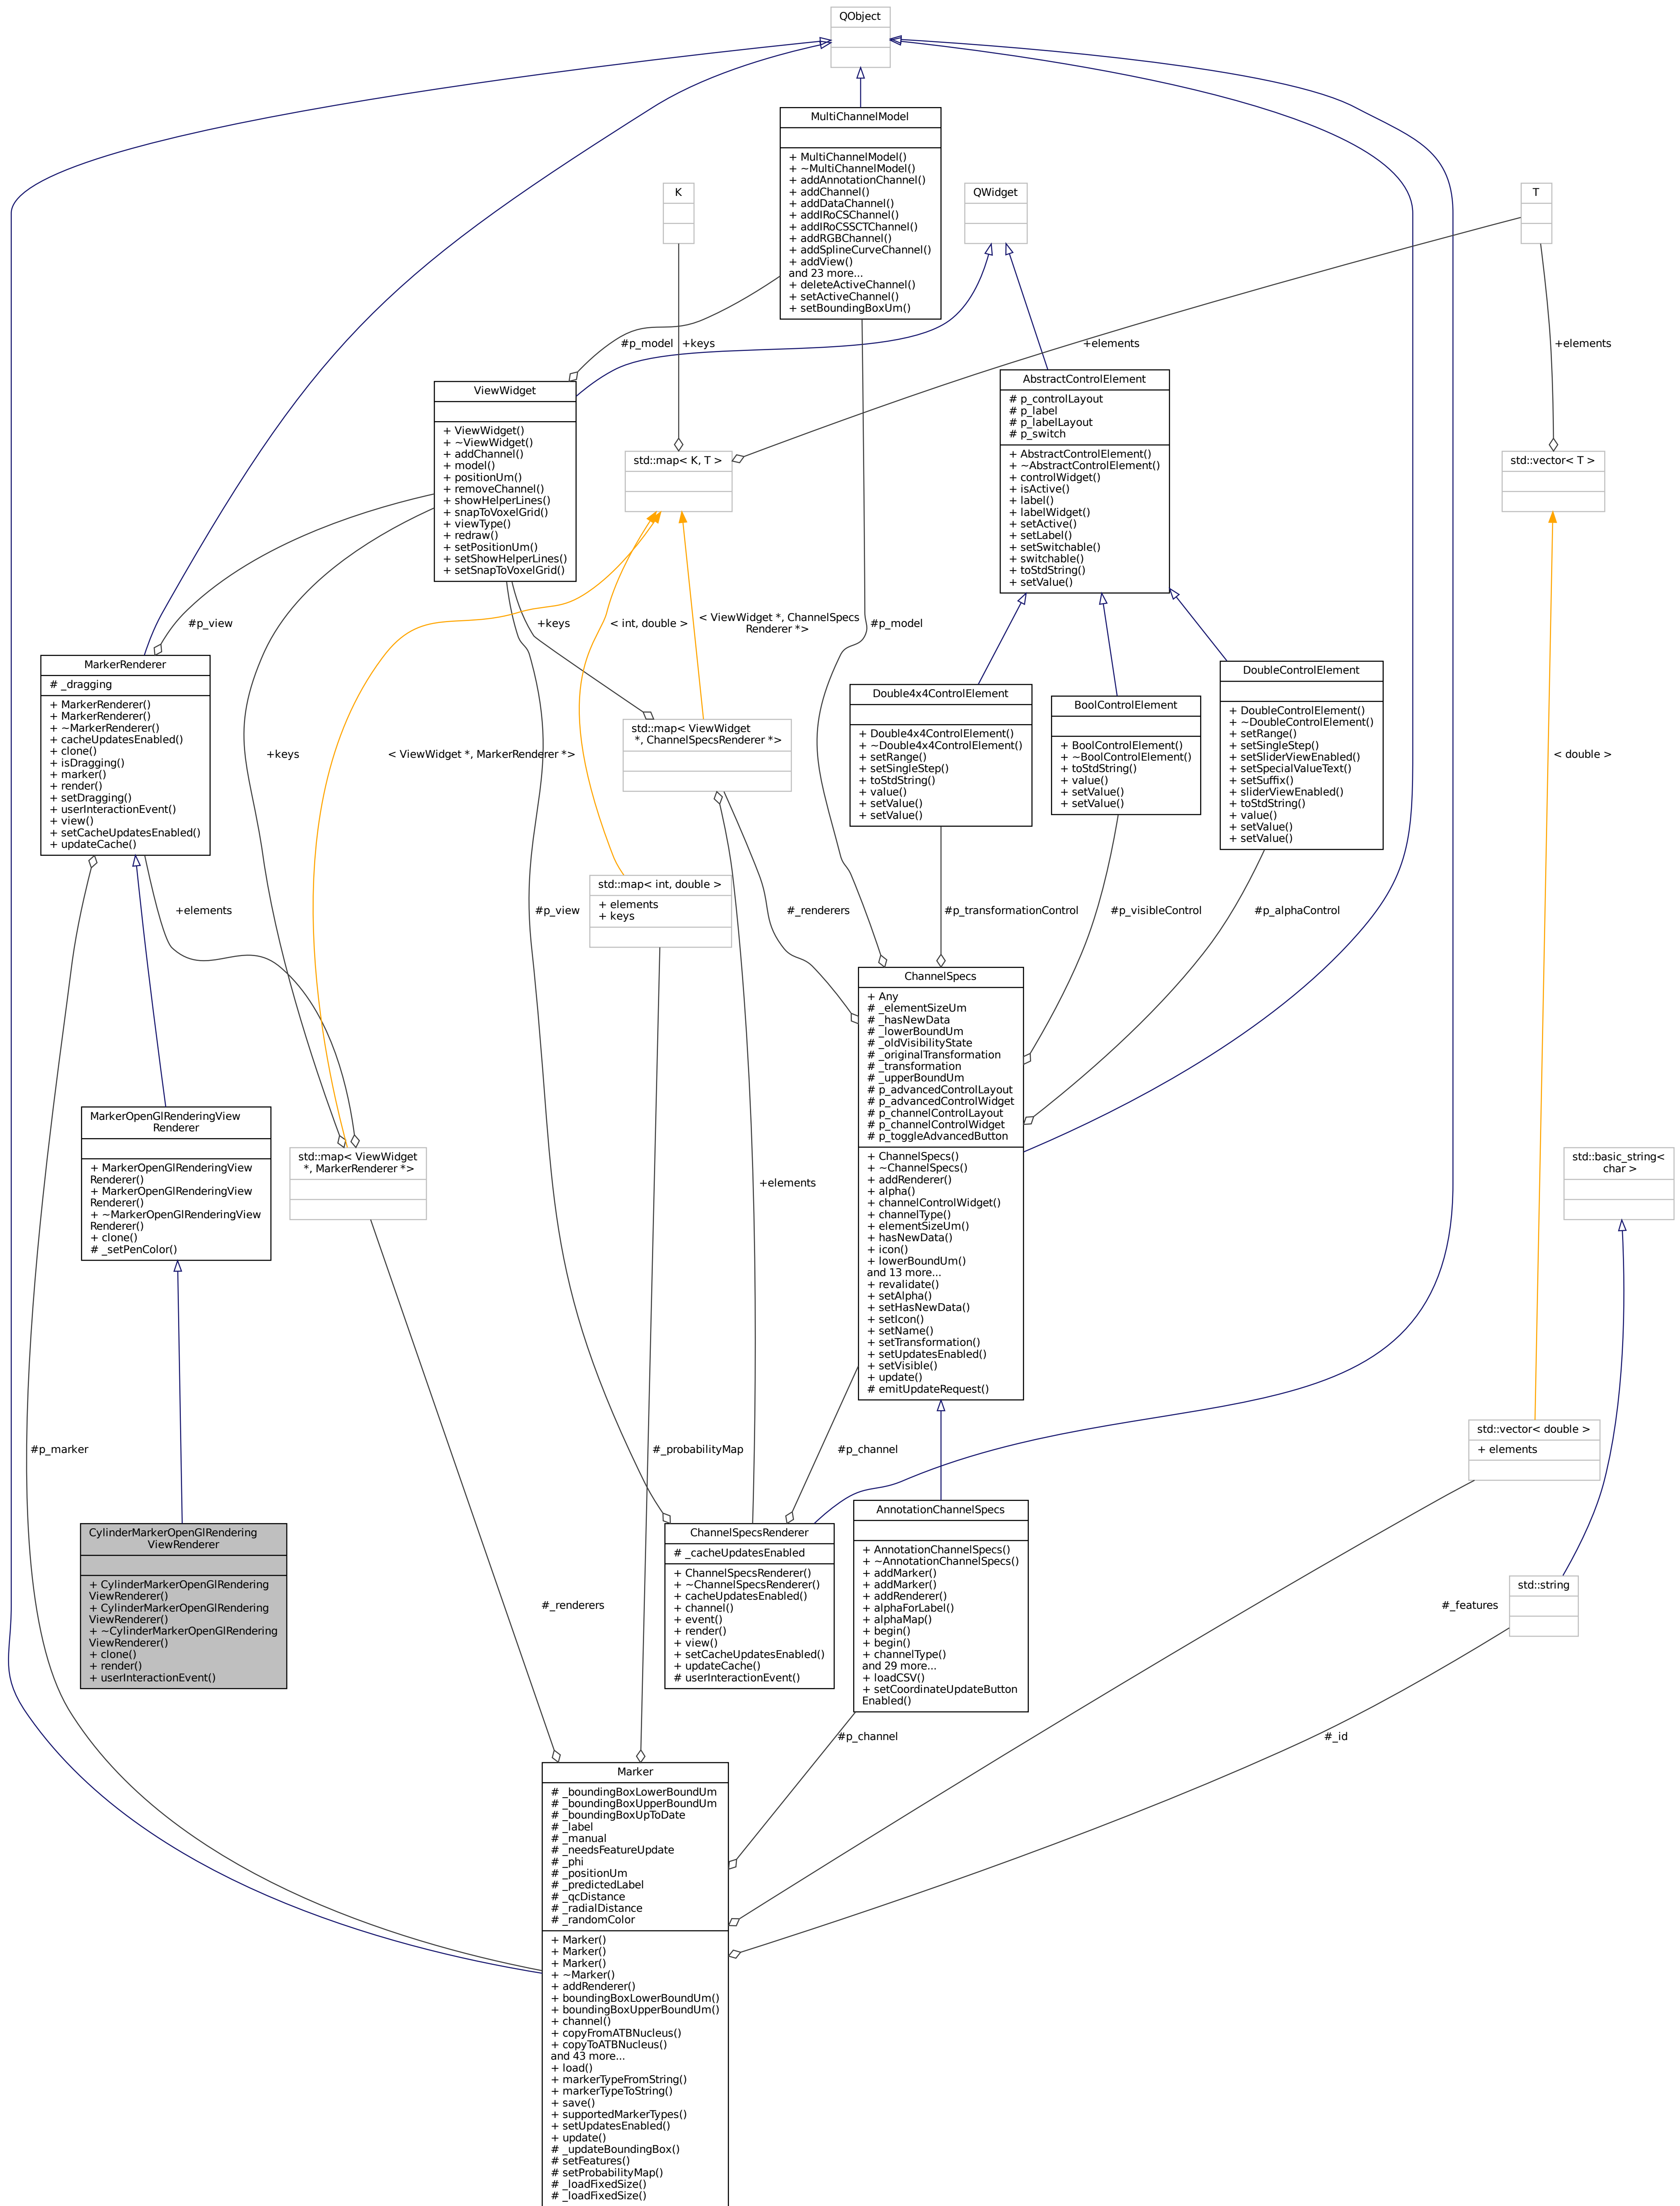 QObject
MultiChannelModel
+ MultiChannelModel()
+ ~MultiChannelModel()
+ addAnnotationChannel()
+ addChannel()
+ addDataChannel()
+ addIRoCSChannel()
+ addIRoCSSCTChannel()
+ addRGBChannel()
+ addSplineCurveChannel()
+ addView()
and 23 more...
+ deleteActiveChannel()
+ setActiveChannel()
+ setBoundingBoxUm()
K
QWidget
T
#p_model
+keys
+elements
+elements
ViewWidget
+ ViewWidget()
+ ~ViewWidget()
+ addChannel()
+ model()
+ positionUm()
+ removeChannel()
+ showHelperLines()
+ snapToVoxelGrid()
+ viewType()
+ redraw()
+ setPositionUm()
+ setShowHelperLines()
+ setSnapToVoxelGrid()
std::map< K, T >
AbstractControlElement
# p_controlLayout
# p_label
# p_labelLayout
# p_switch
+ AbstractControlElement()
+ ~AbstractControlElement()
+ controlWidget()
+ isActive()
+ label()
+ labelWidget()
+ setActive()
+ setLabel()
+ setSwitchable()
+ switchable()
+ toStdString()
+ setValue()
std::vector< T >
#p_view
+keys
< int, double >
< ViewWidget *, ChannelSpecs
Renderer *>
#p_model
MarkerRenderer
# _dragging
+ MarkerRenderer()
+ MarkerRenderer()
+ ~MarkerRenderer()
+ cacheUpdatesEnabled()
+ clone()
+ isDragging()
+ marker()
+ render()
+ setDragging()
+ userInteractionEvent()
+ view()
+ setCacheUpdatesEnabled()
+ updateCache()
+keys
< ViewWidget *, MarkerRenderer *>
std::map< ViewWidget
*, ChannelSpecsRenderer *>
Double4x4ControlElement
+ Double4x4ControlElement()
+ ~Double4x4ControlElement()
+ setRange()
+ setSingleStep()
+ toStdString()
+ value()
+ setValue()
+ setValue()
BoolControlElement
+ BoolControlElement()
+ ~BoolControlElement()
+ toStdString()
+ value()
+ setValue()
+ setValue()
DoubleControlElement
+ DoubleControlElement()
+ ~DoubleControlElement()
+ setRange()
+ setSingleStep()
+ setSliderViewEnabled()
+ setSpecialValueText()
+ setSuffix()
+ sliderViewEnabled()
+ toStdString()
+ value()
+ setValue()
+ setValue()
< double >
+elements
#p_view
std::map< int, double >
+ elements
+ keys
#_renderers
#p_transformationControl
#p_visibleControl
#p_alphaControl
ChannelSpecs
+ Any
# _elementSizeUm
# _hasNewData
# _lowerBoundUm
# _oldVisibilityState
# _originalTransformation
# _transformation
# _upperBoundUm
# p_advancedControlLayout
# p_advancedControlWidget
# p_channelControlLayout
# p_channelControlWidget
# p_toggleAdvancedButton
+ ChannelSpecs()
+ ~ChannelSpecs()
+ addRenderer()
+ alpha()
+ channelControlWidget()
+ channelType()
+ elementSizeUm()
+ hasNewData()
+ icon()
+ lowerBoundUm()
and 13 more...
+ revalidate()
+ setAlpha()
+ setHasNewData()
+ setIcon()
+ setName()
+ setTransformation()
+ setUpdatesEnabled()
+ setVisible()
+ update()
# emitUpdateRequest()
MarkerOpenGlRenderingView
Renderer
+ MarkerOpenGlRenderingView
Renderer()
+ MarkerOpenGlRenderingView
Renderer()
+ ~MarkerOpenGlRenderingView
Renderer()
+ clone()
# _setPenColor()
std::map< ViewWidget
*, MarkerRenderer *>
+elements
std::basic_string<
char >
#p_marker
#_probabilityMap
#p_channel
std::vector< double >
+ elements
CylinderMarkerOpenGlRendering
ViewRenderer
+ CylinderMarkerOpenGlRendering
ViewRenderer()
+ CylinderMarkerOpenGlRendering
ViewRenderer()
+ ~CylinderMarkerOpenGlRendering
ViewRenderer()
+ clone()
+ render()
+ userInteractionEvent()
#_renderers
ChannelSpecsRenderer
# _cacheUpdatesEnabled
+ ChannelSpecsRenderer()
+ ~ChannelSpecsRenderer()
+ cacheUpdatesEnabled()
+ channel()
+ event()
+ render()
+ view()
+ setCacheUpdatesEnabled()
+ updateCache()
# userInteractionEvent()
AnnotationChannelSpecs
+ AnnotationChannelSpecs()
+ ~AnnotationChannelSpecs()
+ addMarker()
+ addMarker()
+ addRenderer()
+ alphaForLabel()
+ alphaMap()
+ begin()
+ begin()
+ channelType()
and 29 more...
+ loadCSV()
+ setCoordinateUpdateButton
Enabled()
#_features
std::string
#p_channel
#_id
Marker
# _boundingBoxLowerBoundUm
# _boundingBoxUpperBoundUm
# _boundingBoxUpToDate
# _label
# _manual
# _needsFeatureUpdate
# _phi
# _positionUm
# _predictedLabel
# _qcDistance
# _radialDistance
# _randomColor
+ Marker()
+ Marker()
+ Marker()
+ ~Marker()
+ addRenderer()
+ boundingBoxLowerBoundUm()
+ boundingBoxUpperBoundUm()
+ channel()
+ copyFromATBNucleus()
+ copyToATBNucleus()
and 43 more...
+ load()
+ markerTypeFromString()
+ markerTypeToString()
+ save()
+ supportedMarkerTypes()
+ setUpdatesEnabled()
+ update()
# _updateBoundingBox()
# setFeatures()
# setProbabilityMap()
# _loadFixedSize()
# _loadFixedSize()